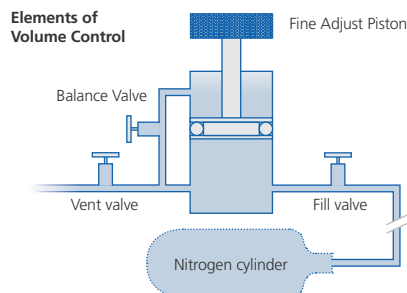 Elements of
Volume Control
Fine Adjust Piston
Balance Valve
Vent valve
Fill valve
Nitrogen cylinder